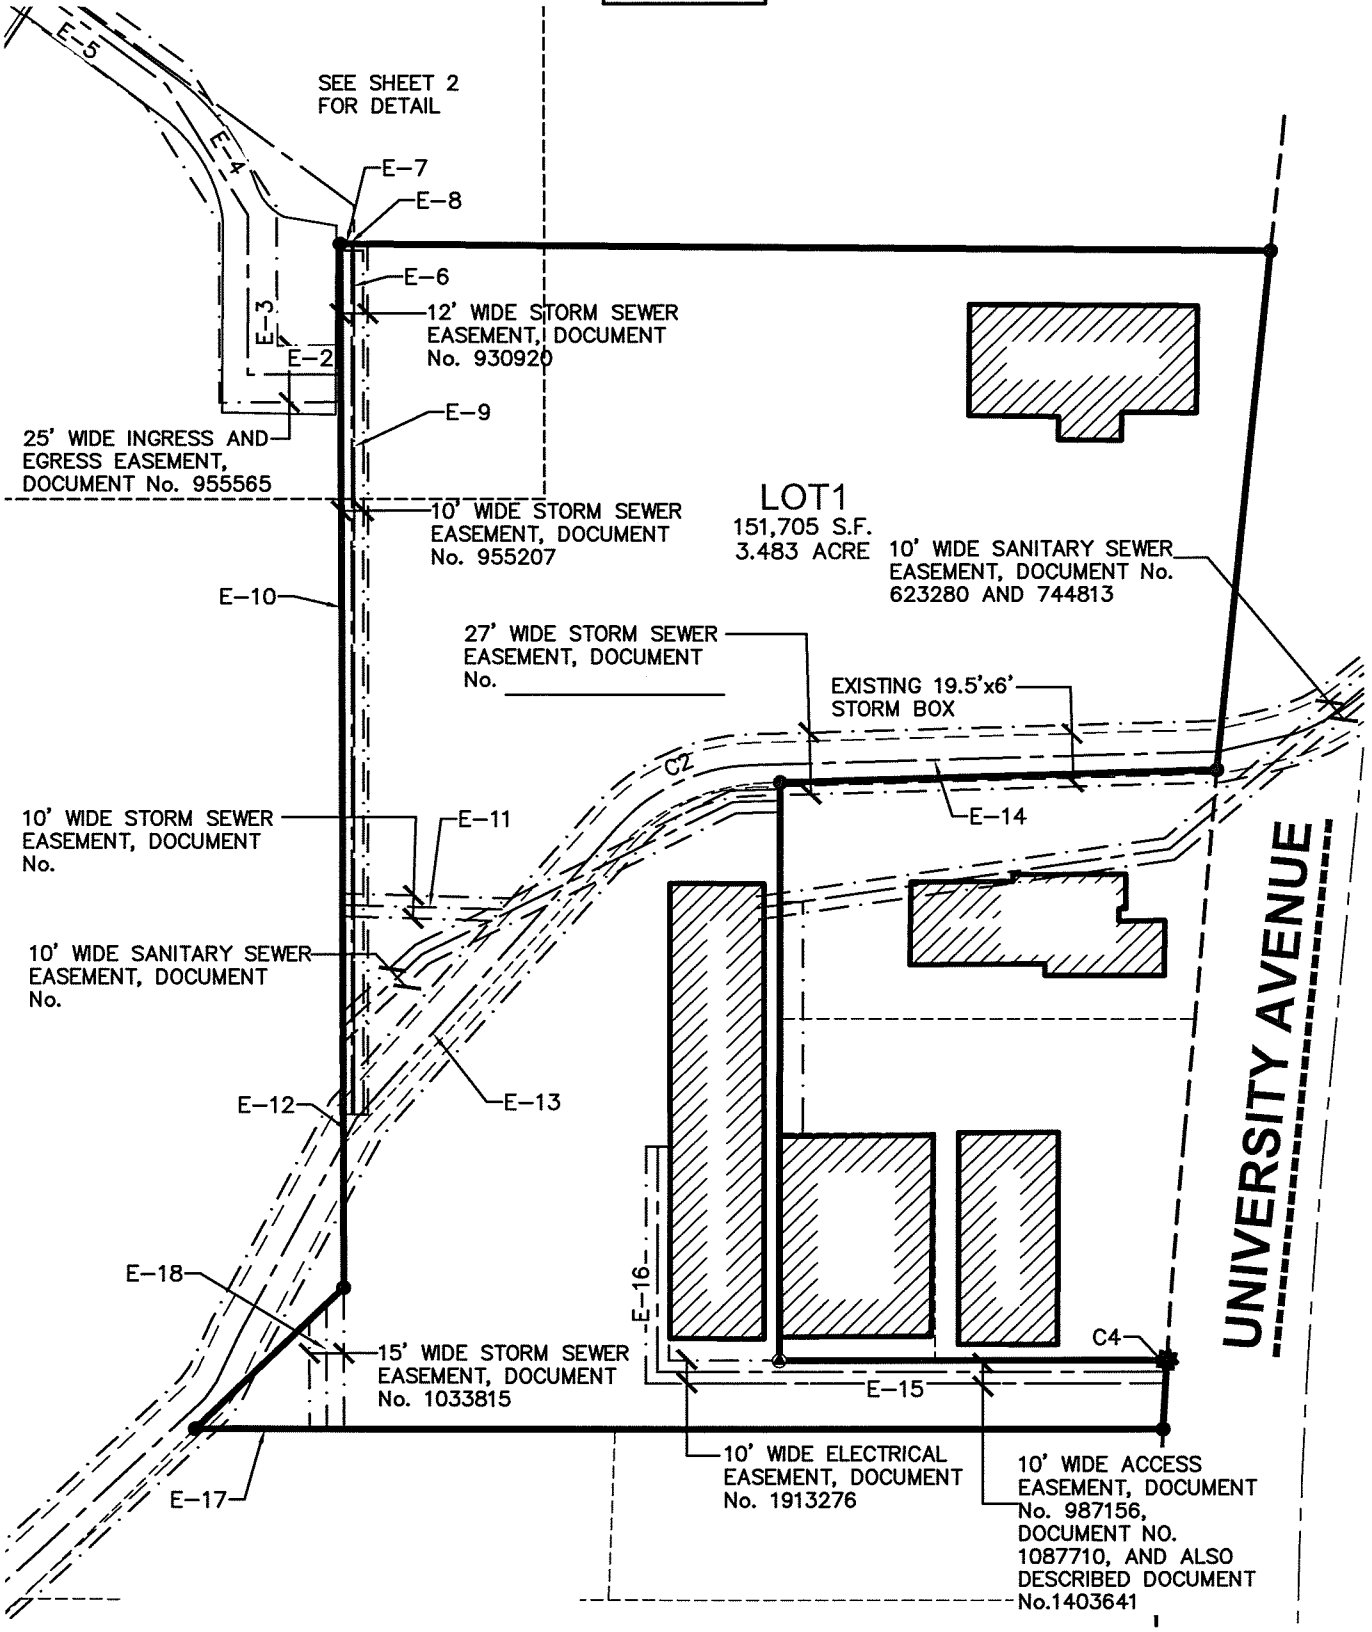 E-5
SEE SHEET 2
FOR DETAIL
E-4
E-7
E-8
E-6
E-3
12' WIDE STORM SEWER
EASEMENT, DOCUMENT
No. 930920
E-2
E-9
25' WIDE INGRESS AND
EGRESS EASEMENT,
DOCUMENT No. 955565
10' WIDE STORM SEWER
EASEMENT, DOCUMENT
No. 955207
LOT1
151,705 S.F.
3.483 ACRE
10' WIDE SANITARY SEWER
EASEMENT, DOCUMENT No.
623280 AND 744813
E-10
27' WIDE STORM SEWER
EASEMENT, DOCUMENT
No.
EXISTING 19.5'x6'
STORM BOX
C2
E-14
10' WIDE STORM SEWER
EASEMENT, DOCUMENT
No.
E-11
10' WIDE SANITARY SEWER
EASEMENT, DOCUMENT
No.
UNIVERSITY AVENUE
E-12
E-13
E-18
E-16
C4
15' WIDE STORM SEWER
EASEMENT, DOCUMENT
No. 1033815
E-15
E-17
10' WIDE ELECTRICAL
EASEMENT, DOCUMENT
No. 1913276
10' WIDE ACCESS
EASEMENT, DOCUMENT
No. 987156,
DOCUMENT NO.
1087710, AND ALSO
DESCRIBED DOCUMENT
No.1403641